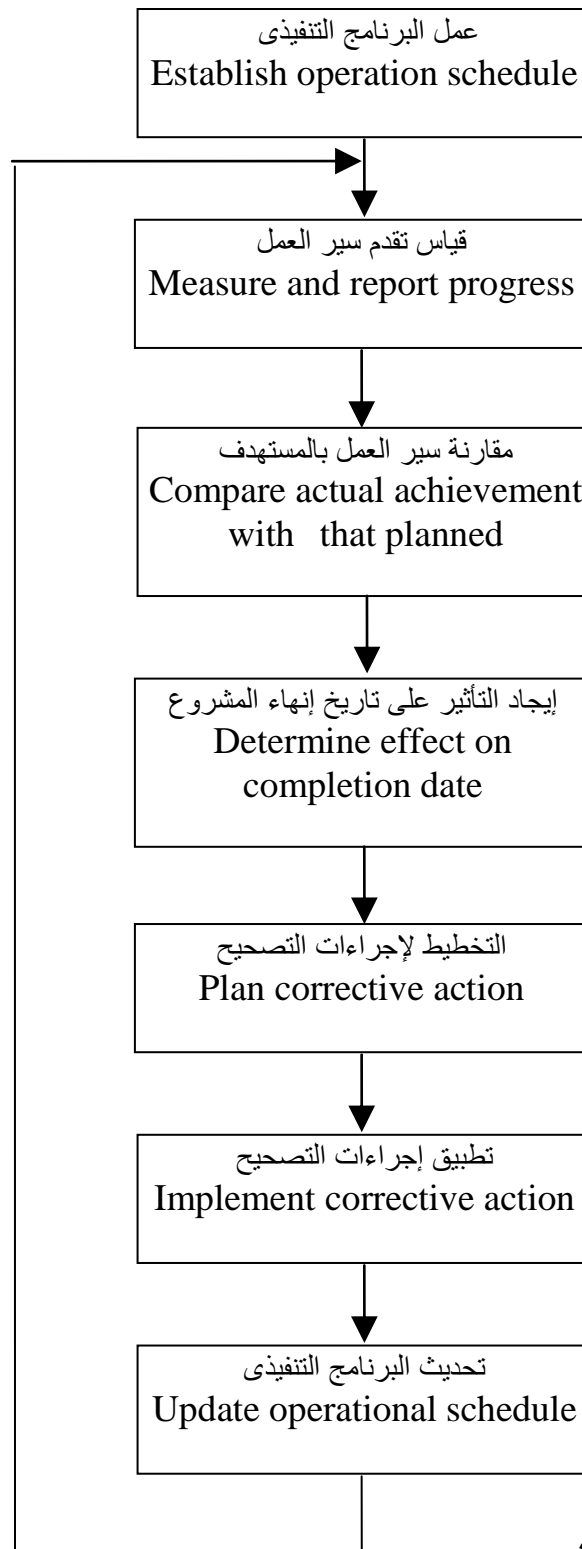 عمل البرنامج التنفيذى
Establish operation schedule
قياس تقدم سير العمل
Measure and report progress
مقارنة سير العمل بالمستهدف
Compare actual achievement
with that planned
إيجاد التأثير على تاريخ إنهاء المشروع
Determine effect on
completion date
التخطيط لإجراءات التصحيح
Plan corrective action
تطبيق إجراءات التصحيح
Implement corrective action
تحديث البرنامج التنفيذى
Update operational schedule